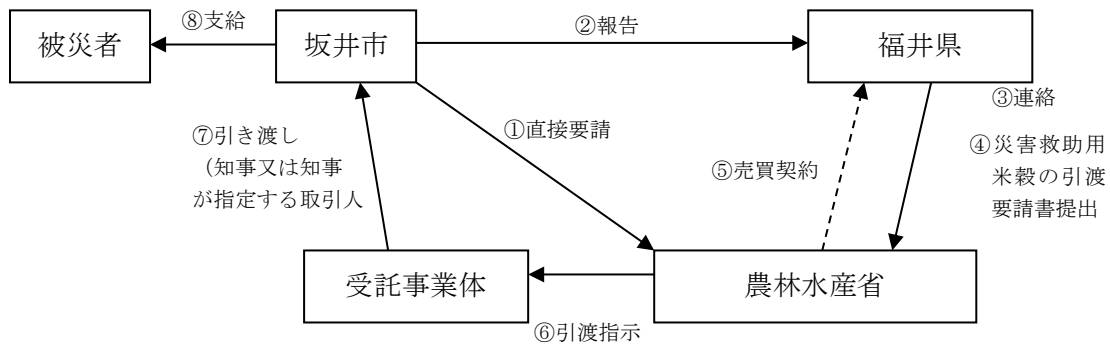 ⑧支給
②報告
被災者
坂井市
福井県
③連絡
①直接要請
⑦引き渡し
（知事又は知事
が指定する取引人
⑤売買契約
④災害救助用
米穀の引渡
要請書提出
受託事業体
農林水産省
⑥引渡指示